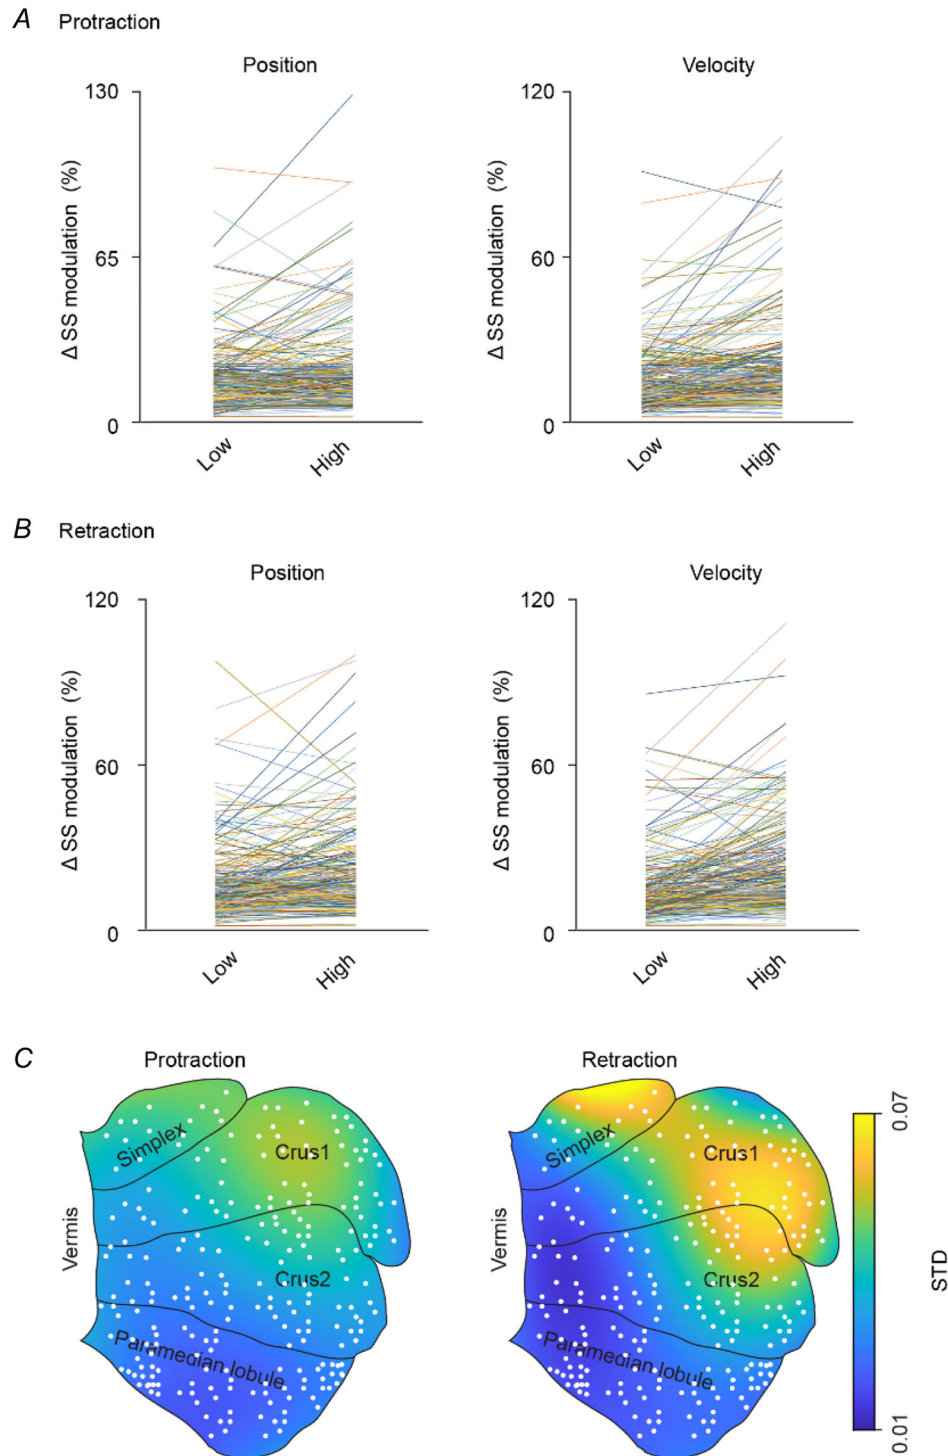 A Protraction
Position
Velocity
Δ SS modulation (%)
130
65
0
Low
High
Δ SS modulation (%)
120
60
0
Low
High
B Retraction
Position
Velocity
Δ SS modulation (%)
120
60
0
Low
High
Δ SS modulation (%)
120
60
0
Low
High
C
Protraction
Retraction
Vermis
Simplex
Crus1
Crus2
Paramedian lobule
Vermis
Simplex
Crus1
Crus2
Paramedian lobule
0.07
STD
0.01